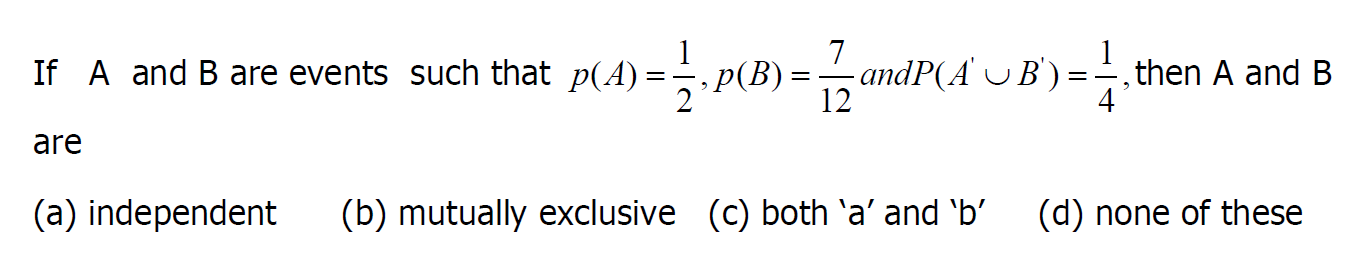 If A and B are events such that p(A) = 1/2, p(B) = 7/12 and P(A' ∪ B') = 1/4, then A and B
are
(a) independent (b) mutually exclusive (c) both ‘a’ and ‘b’ (d) none of these